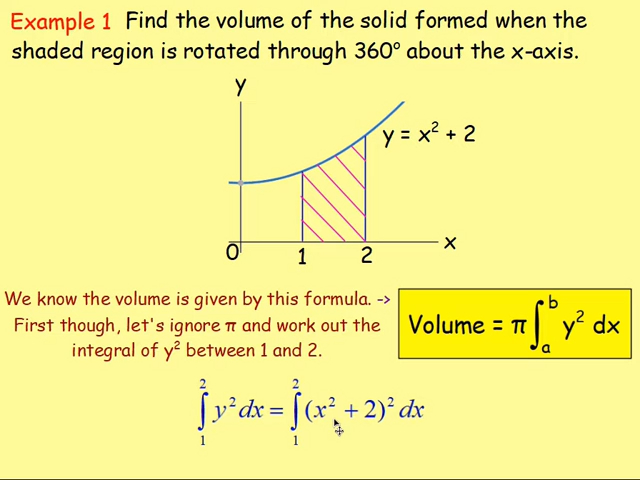 Example 1 Find the volume of the solid formed when the
shaded region is rotated through 360° about the x-axis.
y
y = x² + 2
0 1 2 x
We know the volume is given by this formula. ->
First though, let's ignore π and work out the
integral of y² between 1 and 2.
Volume = π∫ₐᵇ y² dx
∫₁² y² dx = ∫₁² (x² + 2)² dx